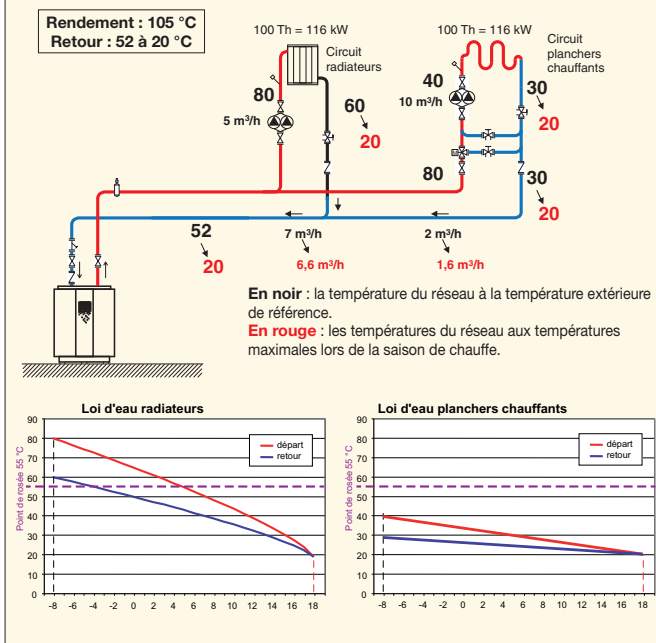 Rendement : 105 °C
Retour : 52 à 20 °C
100 Th = 116 kW
Circuit
radiateurs
80
5 m³/h
60
20
100 Th = 116 kW
Circuit
planchers
chauffants
40
10 m³/h
30
20
80
30
20
52
20
7 m³/h
6,6 m³/h
2 m³/h
1,6 m³/h
En noir : la température du réseau à la température extérieure
de référence.
En rouge : les températures du réseau aux températures
maximales lors de la saison de chauffe.
Loi d'eau radiateurs
Point de rosée 55 °C
90
80
70
60
50
40
30
20
10
0
départ
retour
-8 -6 -4 -2 0 2 4 6 8 10 12 14 16 18
Loi d'eau planchers chauffants
Point de rosée 55 °C
90
80
70
60
50
40
30
20
10
0
départ
retour
-8 -6 -4 -2 0 2 4 6 8 10 12 14 16 18